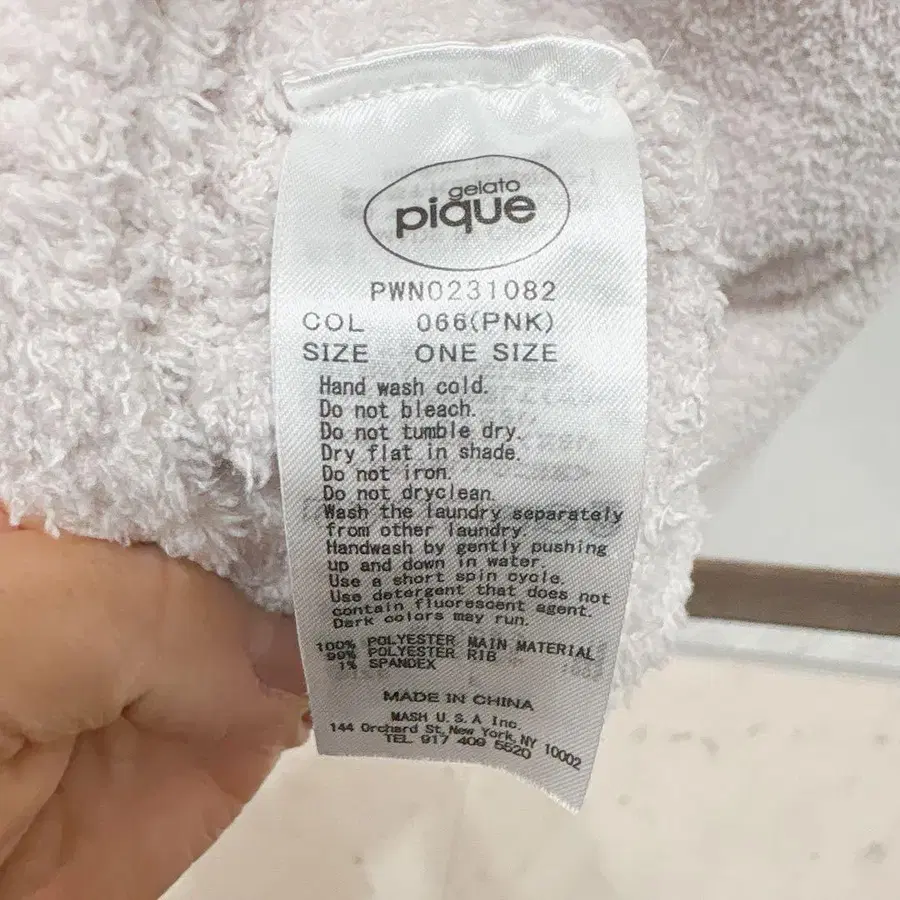 gelato
pique
PWN0231082
COL 066(PNK)
SIZE ONE SIZE
Hand wash cold.
Do not bleach.
Do not tumble dry.
Dry flat in shade.
Do not iron.
Do not dryclean.
Wash the laundry separately
from other laundry.
Handwash by gently pushing
up and down in water.
Use a short spin cycle.
Use detergent that does not
contain fluorescent agent.
Dark colors may run.
100% POLYESTER MAIN MATERIAL
99% POLYESTER RIB
1% SPANDEX
MADE IN CHINA
MASH U.S.A Inc.
144 Orchard St, New York, NY 10002
TEL 917 409 5520